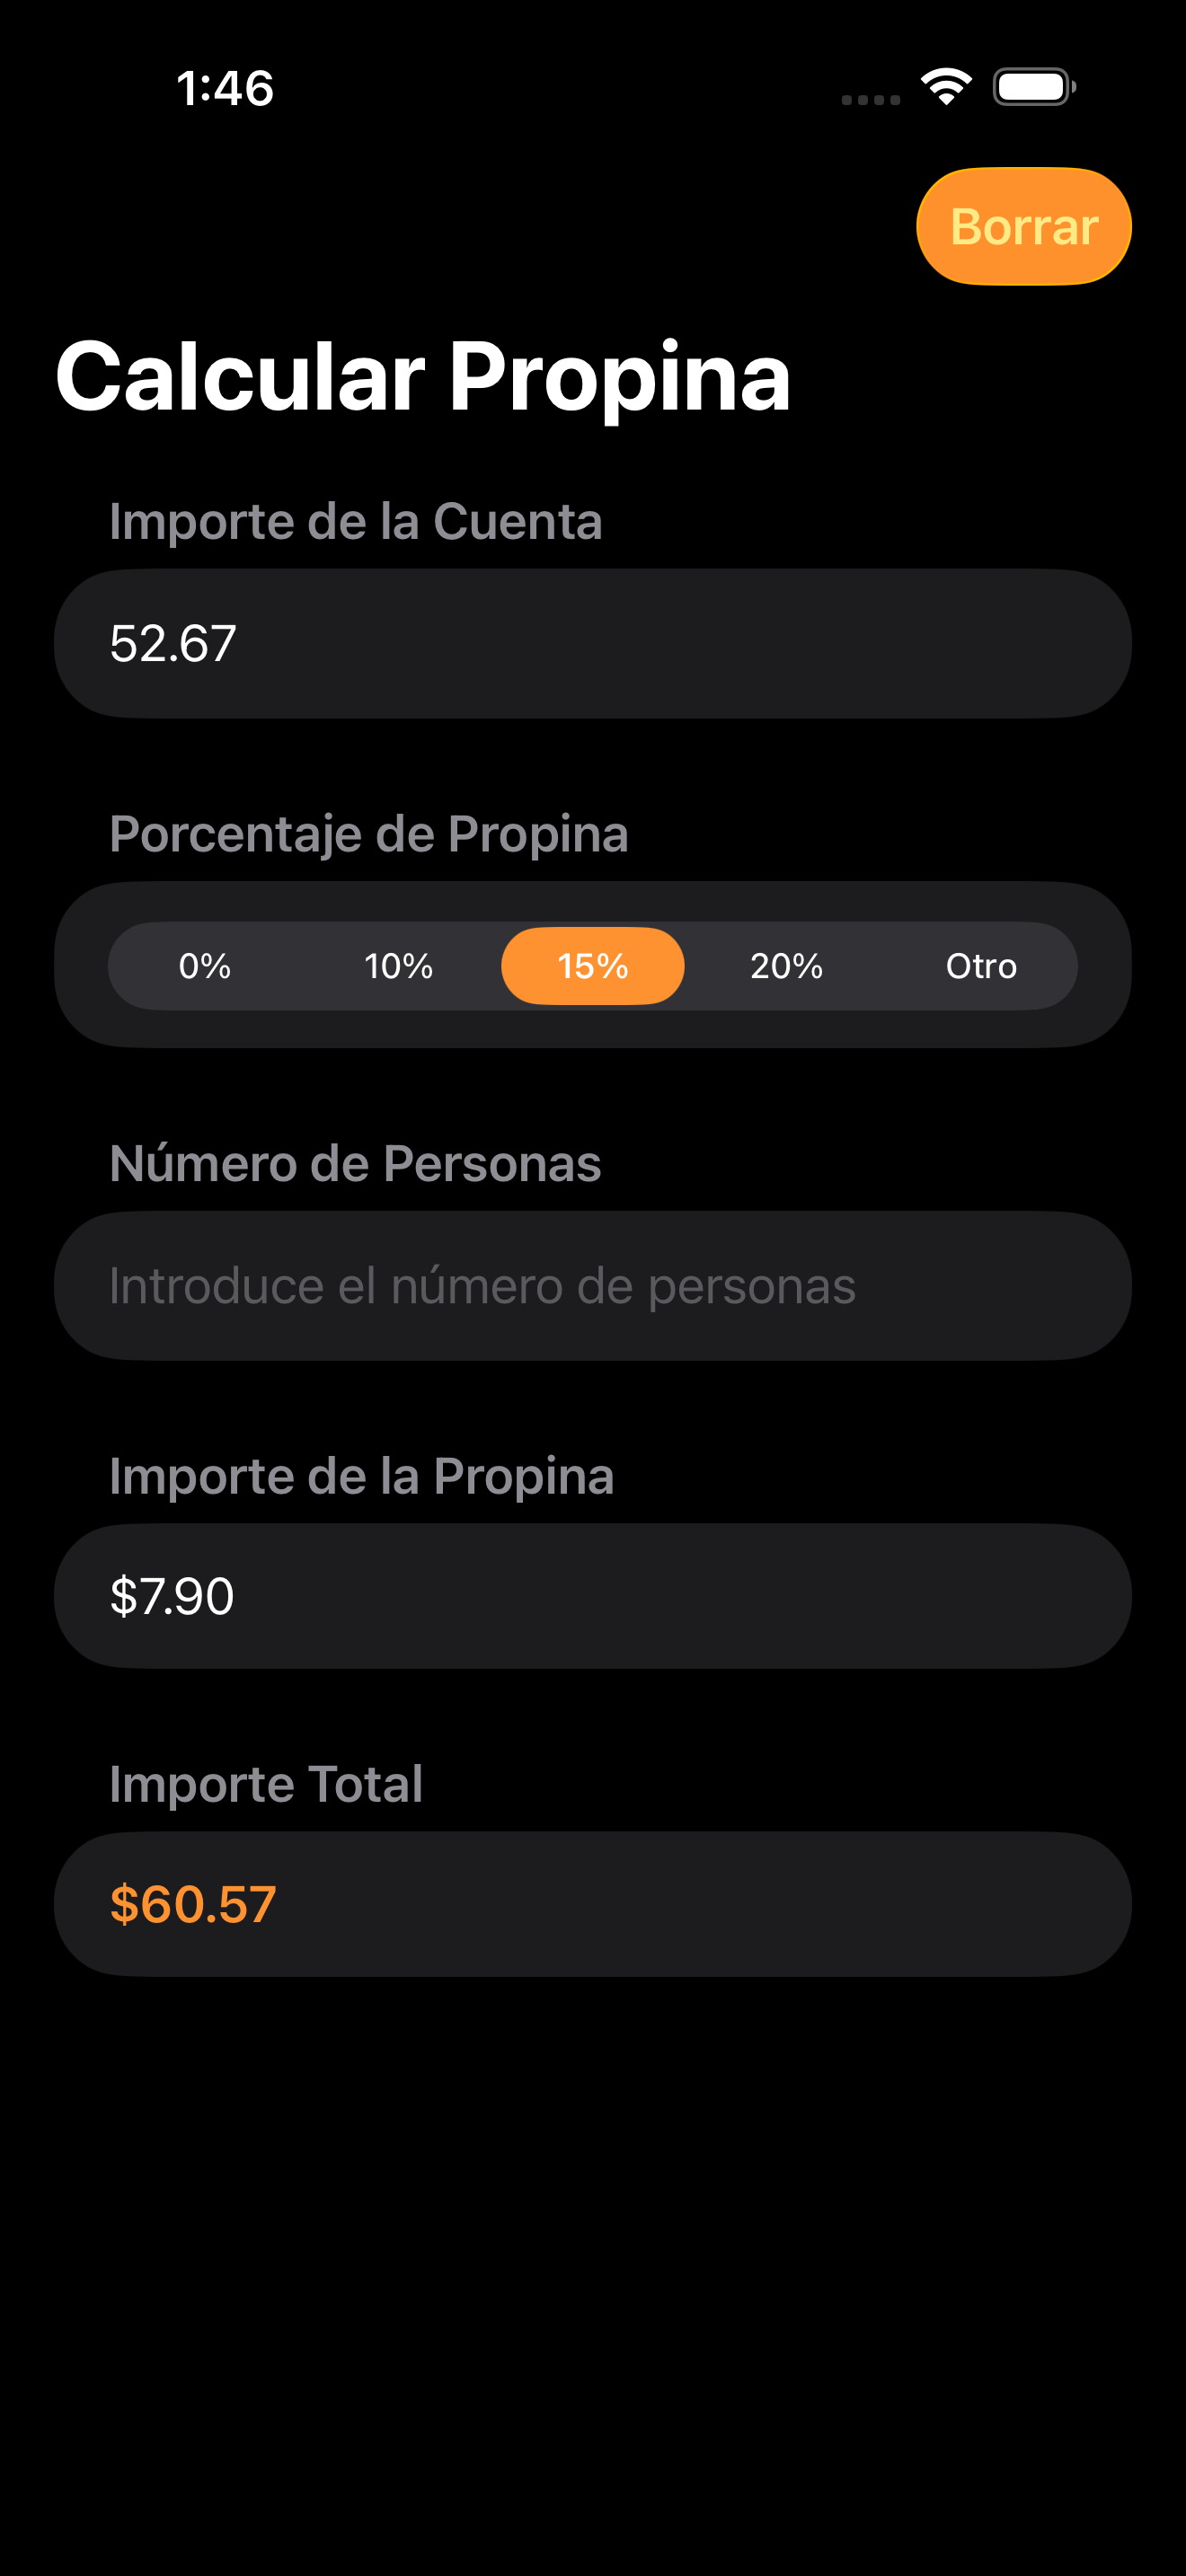 1:46
Borrar
Calcular Propina
Importe de la Cuenta
52.67
Porcentaje de Propina
0% 10% 15% 20% Otro
Número de Personas
Introduce el número de personas
Importe de la Propina
$7.90
Importe Total
$60.57